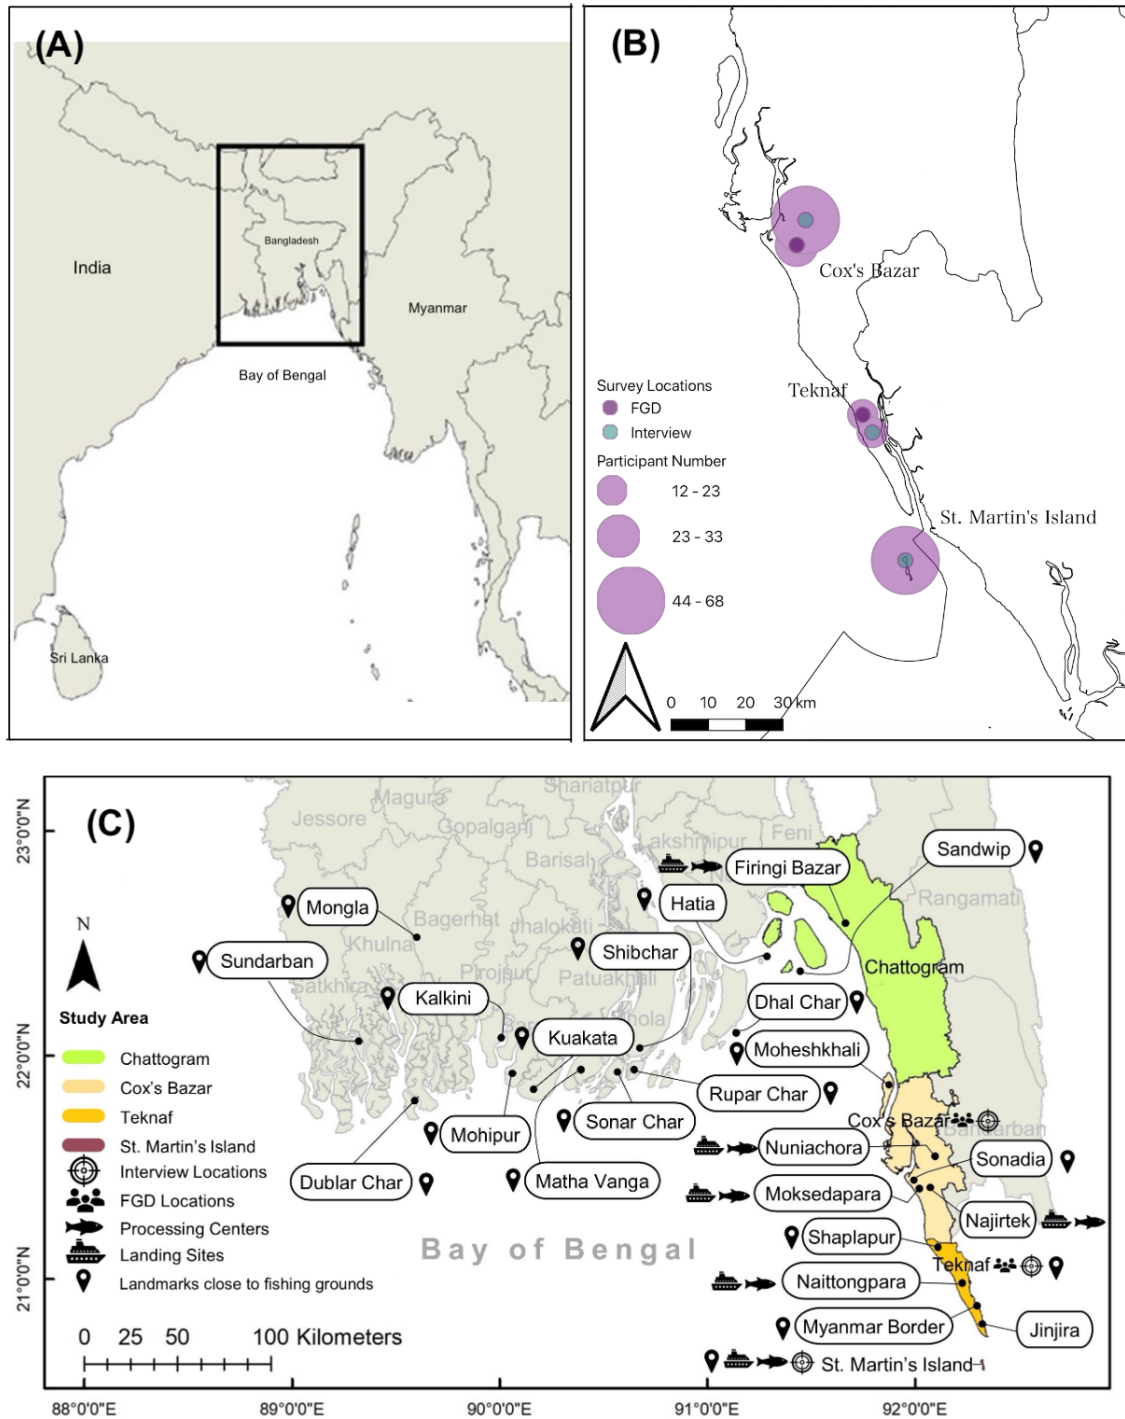 (A)
India
Bangladesh
Myanmar
Bay of Bengal
Sri Lanka
(B)
Cox's Bazar
Teknaf
St. Martin's Island
Survey Locations
FGD
Interview
Participant Number
12 - 23
23 - 33
44 - 68
0 10 20 30 km
(C)
23°0'0"N
22°0'0"N
21°0'0"N
Shariatpur
Magura
Jessore
Gopalganj
Lakshmipur
Feni
Barisal
Rangamati
Bagerhat
Jhalokati
Khulna
Pirojpur
Patuakhali
Satkhira
Bandarban
Sandwip
Firingi Bazar
Mongla
Hatia
Sundarban
Shibchar
Chattogram
Kalkini
Dhal Char
Kuakata
Moheshkhali
Rupar Char
Cox's Bazar
Mohipur
Sonar Char
Nuniachora
Sonadia
Dublar Char
Matha Vanga
Moksedapara
Najirtek
Shaplapur
Bay of Bengal
Teknaf
Naittongpara
Myanmar Border
Jinjira
St. Martin's Island
N
Study Area
Chattogram
Cox's Bazar
Teknaf
St. Martin's Island
Interview Locations
FGD Locations
Processing Centers
Landing Sites
Landmarks close to fishing grounds
0 25 50 100 Kilometers
88°0'0"E 89°0'0"E 90°0'0"E 91°0'0"E 92°0'0"E